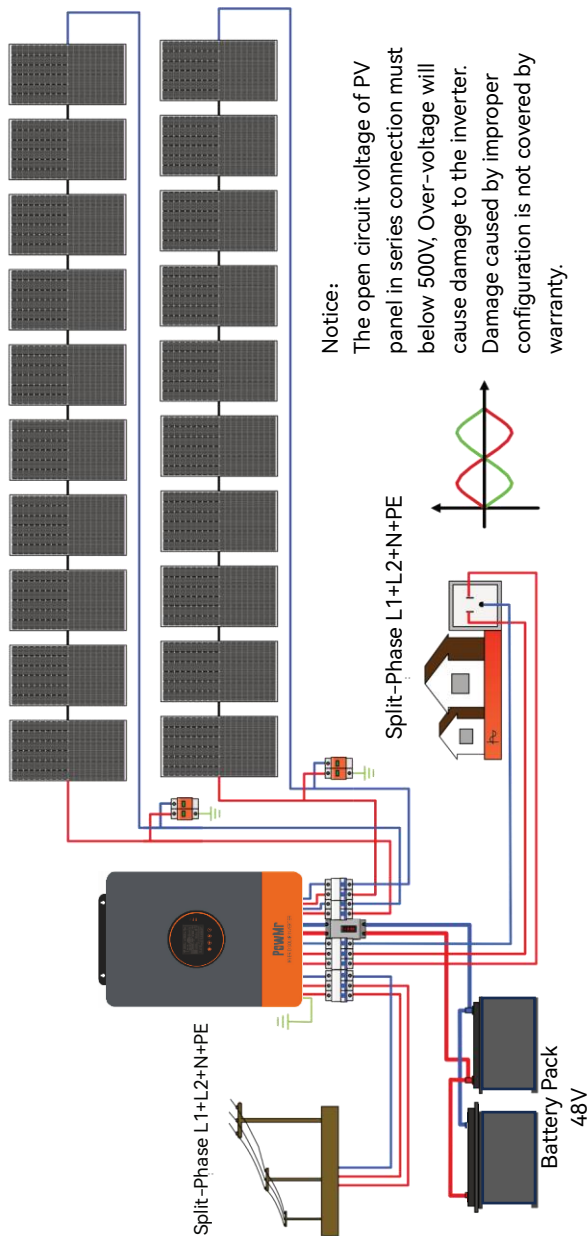 Notice:
The open circuit voltage of PV
panel in series connection must
below 500V, Over-voltage will
cause damage to the inverter.
Damage caused by improper
configuration is not covered by
warranty.
Split-Phase L1+L2+N+PE
Split-Phase L1+L2+N+PE
PowMr
Battery Pack
48V